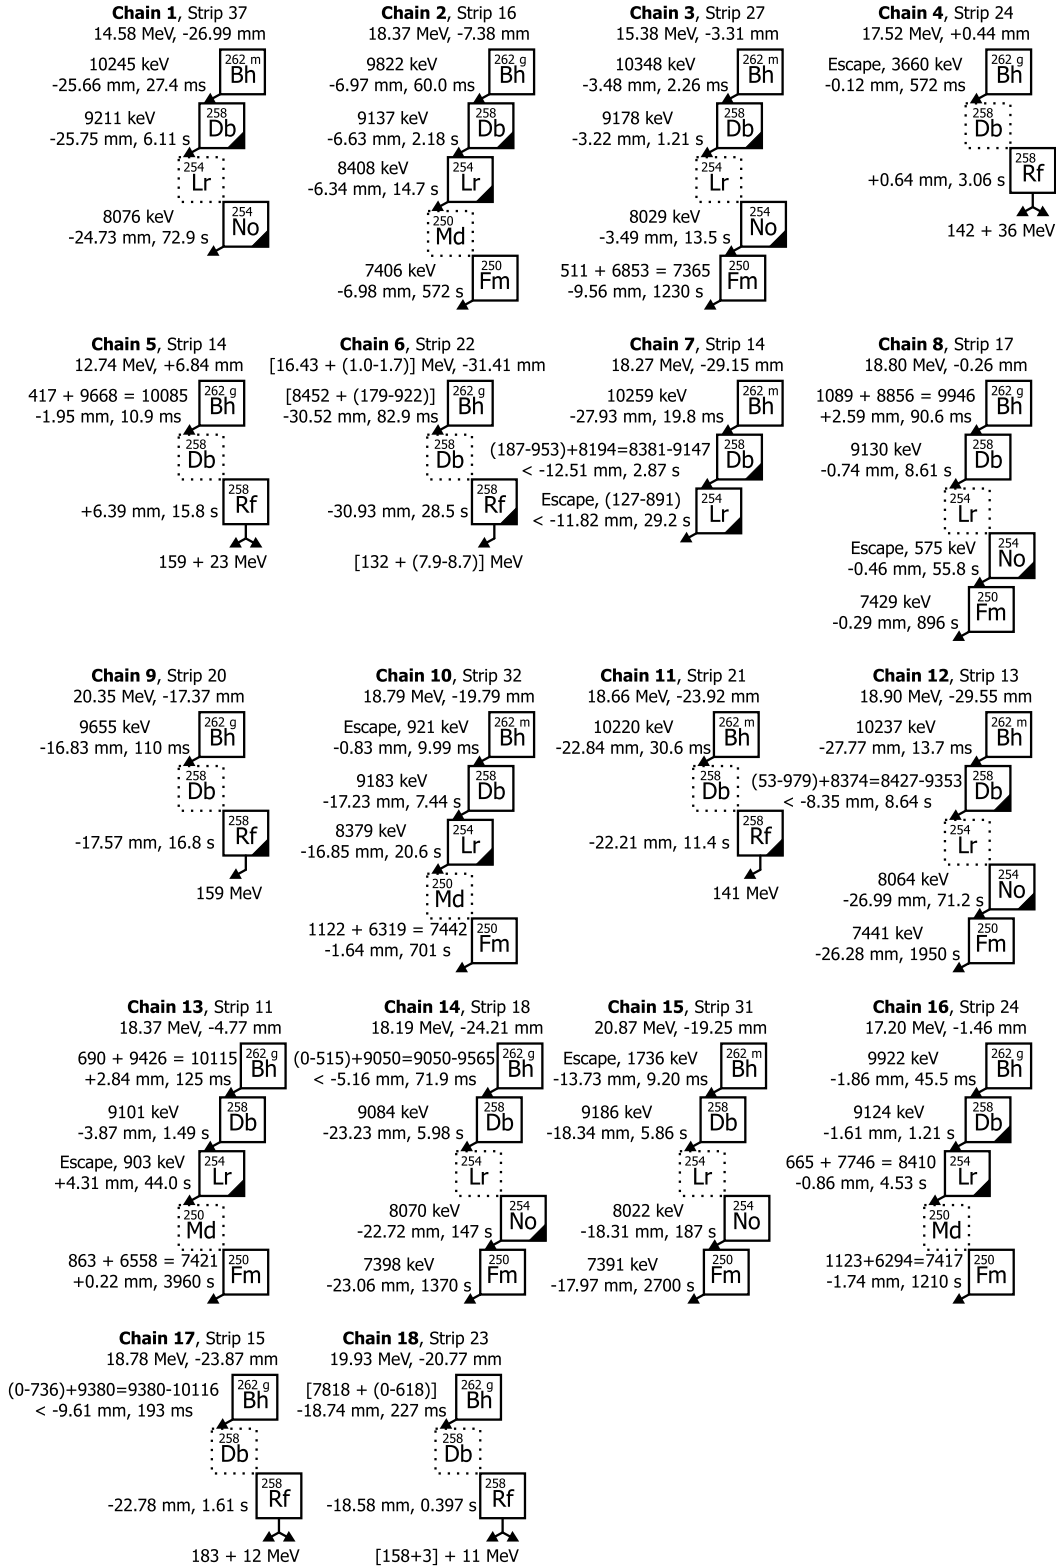 Chain 1, Strip 37
14.58 MeV, -26.99 mm
10245 keV
-25.66 mm, 27.4 ms
262 m
Bh
9211 keV
-25.75 mm, 6.11 s
258
Db
254
Lr
8076 keV
-24.73 mm, 72.9 s
254
No
Chain 2, Strip 16
18.37 MeV, -7.38 mm
9822 keV
-6.97 mm, 60.0 ms
262 g
Bh
9137 keV
-6.63 mm, 2.18 s
258
Db
8408 keV
-6.34 mm, 14.7 s
254
Lr
250
Md
7406 keV
-6.98 mm, 572 s
250
Fm
Chain 3, Strip 27
15.38 MeV, -3.31 mm
10348 keV
-3.48 mm, 2.26 ms
262 m
Bh
9178 keV
-3.22 mm, 1.21 s
258
Db
254
Lr
8029 keV
-3.49 mm, 13.5 s
254
No
511 + 6853 = 7365
-9.56 mm, 1230 s
250
Fm
Chain 4, Strip 24
17.52 MeV, +0.44 mm
Escape, 3660 keV
-0.12 mm, 572 ms
262 g
Bh
258
Db
+0.64 mm, 3.06 s
258
Rf
142 + 36 MeV
Chain 5, Strip 14
12.74 MeV, +6.84 mm
417 + 9668 = 10085
-1.95 mm, 10.9 ms
262 g
Bh
258
Db
+6.39 mm, 15.8 s
258
Rf
159 + 23 MeV
Chain 6, Strip 22
[16.43 + (1.0-1.7)] MeV, -31.41 mm
[8452 + (179-922)]
-30.52 mm, 82.9 ms
262 g
Bh
258
Db
-30.93 mm, 28.5 s
258
Rf
[132 + (7.9-8.7)] MeV
Chain 7, Strip 14
18.27 MeV, -29.15 mm
10259 keV
-27.93 mm, 19.8 ms
262 m
Bh
(187-953)+8194=8381-9147
< -12.51 mm, 2.87 s
258
Db
Escape, (127-891)
< -11.82 mm, 29.2 s
254
Lr
Chain 8, Strip 17
18.80 MeV, -0.26 mm
1089 + 8856 = 9946
+2.59 mm, 90.6 ms
262 g
Bh
9130 keV
-0.74 mm, 8.61 s
258
Db
254
Lr
Escape, 575 keV
-0.46 mm, 55.8 s
254
No
7429 keV
-0.29 mm, 896 s
250
Fm
Chain 9, Strip 20
20.35 MeV, -17.37 mm
9655 keV
-16.83 mm, 110 ms
262 g
Bh
258
Db
-17.57 mm, 16.8 s
258
Rf
159 MeV
Chain 10, Strip 32
18.79 MeV, -19.79 mm
Escape, 921 keV
-0.83 mm, 9.99 ms
262 m
Bh
9183 keV
-17.23 mm, 7.44 s
258
Db
8379 keV
-16.85 mm, 20.6 s
254
Lr
250
Md
1122 + 6319 = 7442
-1.64 mm, 701 s
250
Fm
Chain 11, Strip 21
18.66 MeV, -23.92 mm
10220 keV
-22.84 mm, 30.6 ms
262 m
Bh
258
Db
-22.21 mm, 11.4 s
258
Rf
141 MeV
Chain 12, Strip 13
18.90 MeV, -29.55 mm
10237 keV
-27.77 mm, 13.7 ms
262 m
Bh
(53-979)+8374=8427-9353
< -8.35 mm, 8.64 s
258
Db
254
Lr
8064 keV
-26.99 mm, 71.2 s
254
No
7441 keV
-26.28 mm, 1950 s
250
Fm
Chain 13, Strip 11
18.37 MeV, -4.77 mm
690 + 9426 = 10115
+2.84 mm, 125 ms
262 g
Bh
9101 keV
-3.87 mm, 1.49 s
258
Db
Escape, 903 keV
+4.31 mm, 44.0 s
254
Lr
250
Md
863 + 6558 = 7421
+0.22 mm, 3960 s
250
Fm
Chain 14, Strip 18
18.19 MeV, -24.21 mm
(0-515)+9050=9050-9565
< -5.16 mm, 71.9 ms
262 g
Bh
9084 keV
-23.23 mm, 5.98 s
258
Db
254
Lr
8070 keV
-22.72 mm, 147 s
254
No
7398 keV
-23.06 mm, 1370 s
250
Fm
Chain 15, Strip 31
20.87 MeV, -19.25 mm
Escape, 1736 keV
-13.73 mm, 9.20 ms
262 m
Bh
9186 keV
-18.34 mm, 5.86 s
258
Db
254
Lr
8022 keV
-18.31 mm, 187 s
254
No
7391 keV
-17.97 mm, 2700 s
250
Fm
Chain 16, Strip 24
17.20 MeV, -1.46 mm
9922 keV
-1.86 mm, 45.5 ms
262 g
Bh
9124 keV
-1.61 mm, 1.21 s
258
Db
665 + 7746 = 8410
-0.86 mm, 4.53 s
254
Lr
250
Md
1123+6294=7417
-1.74 mm, 1210 s
250
Fm
Chain 17, Strip 15
18.78 MeV, -23.87 mm
(0-736)+9380=9380-10116
< -9.61 mm, 193 ms
262 g
Bh
258
Db
-22.78 mm, 1.61 s
258
Rf
183 + 12 MeV
Chain 18, Strip 23
19.93 MeV, -20.77 mm
[7818 + (0-618)]
-18.74 mm, 227 ms
262 g
Bh
258
Db
-18.58 mm, 0.397 s
258
Rf
[158+3] + 11 MeV